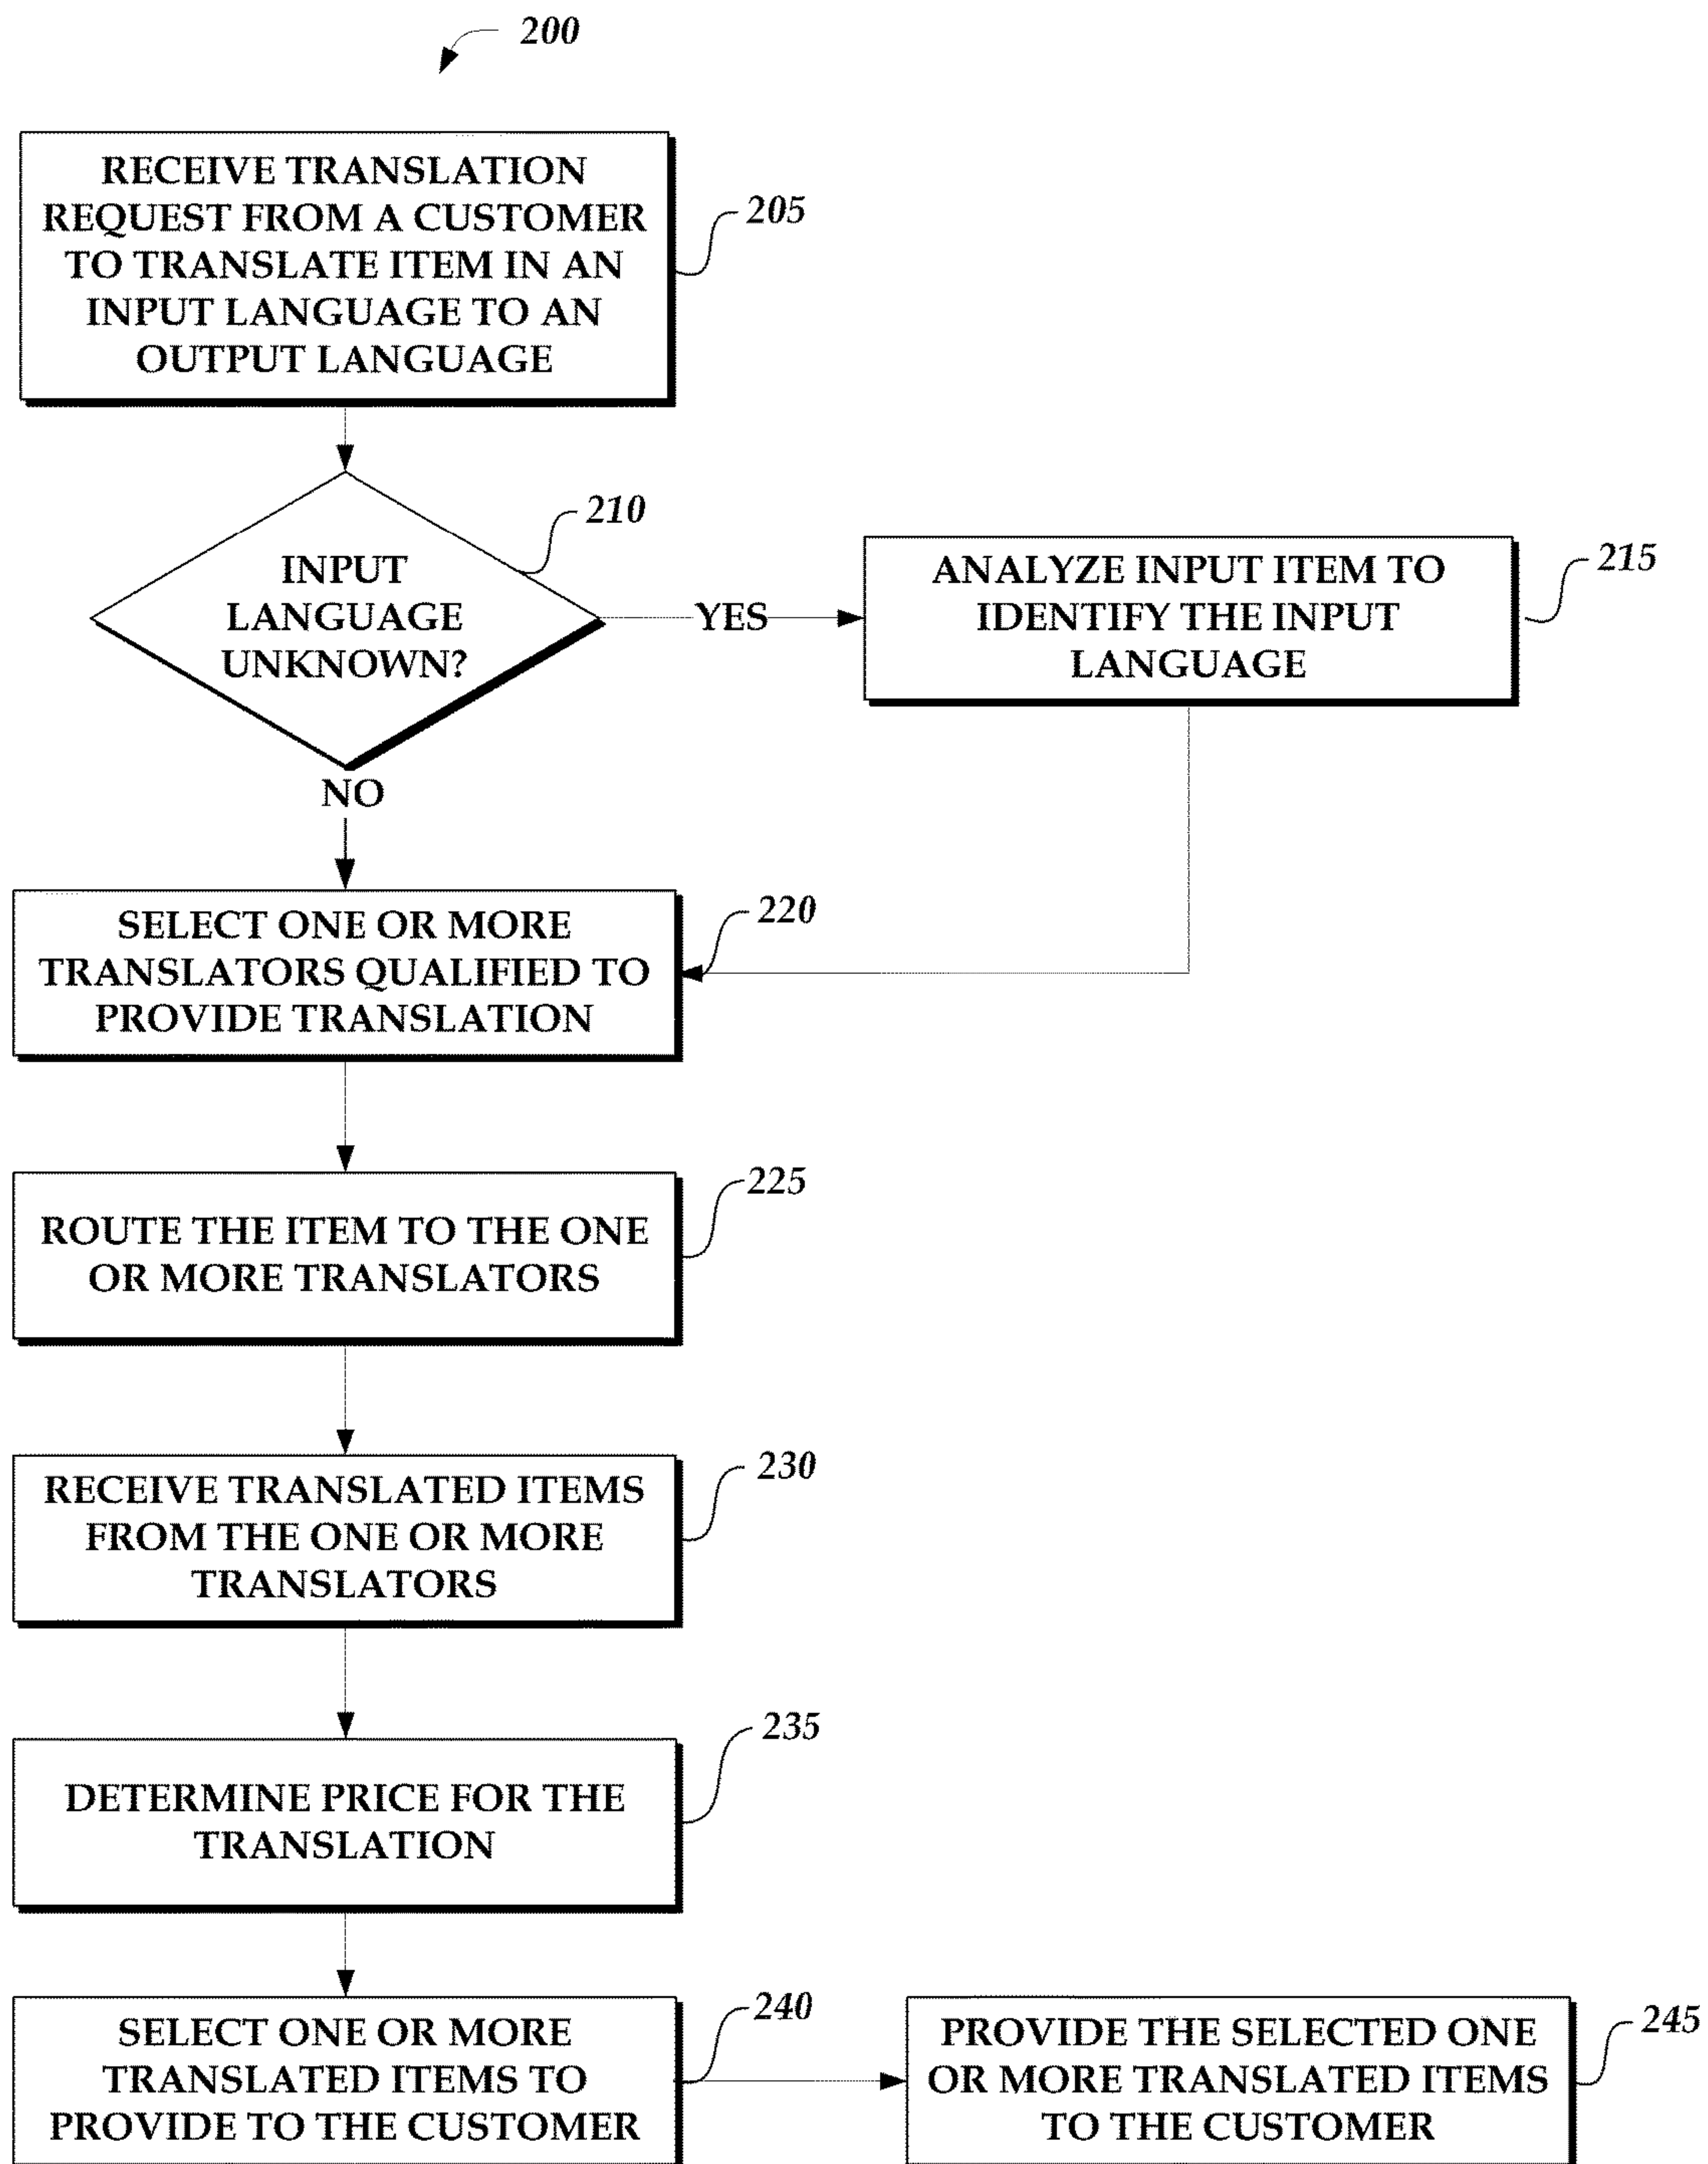 200
RECEIVE TRANSLATION
REQUEST FROM A CUSTOMER
TO TRANSLATE ITEM IN AN
INPUT LANGUAGE TO AN
OUTPUT LANGUAGE
205
210
INPUT
LANGUAGE
UNKNOWN?
YES
ANALYZE INPUT ITEM TO
IDENTIFY THE INPUT
LANGUAGE
215
NO
SELECT ONE OR MORE
TRANSLATORS QUALIFIED TO
PROVIDE TRANSLATION
220
ROUTE THE ITEM TO THE ONE
OR MORE TRANSLATORS
225
RECEIVE TRANSLATED ITEMS
FROM THE ONE OR MORE
TRANSLATORS
230
DETERMINE PRICE FOR THE
TRANSLATION
235
SELECT ONE OR MORE
TRANSLATED ITEMS TO
PROVIDE TO THE CUSTOMER
240
PROVIDE THE SELECTED ONE
OR MORE TRANSLATED ITEMS
TO THE CUSTOMER
245